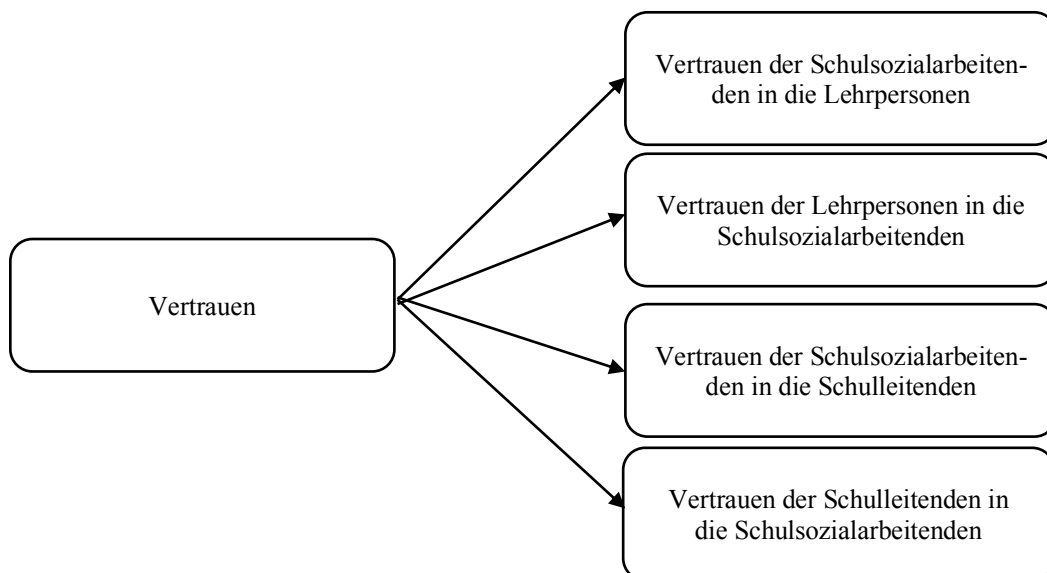 Vertrauen der Schulsozialarbeiten-
den in die Lehrpersonen
Vertrauen der Lehrpersonen in die
Schulsozialarbeitenden
Vertrauen
Vertrauen der Schulsozialarbeiten-
den in die Schulleitenden
Vertrauen der Schulleitenden in
die Schulsozialarbeitenden